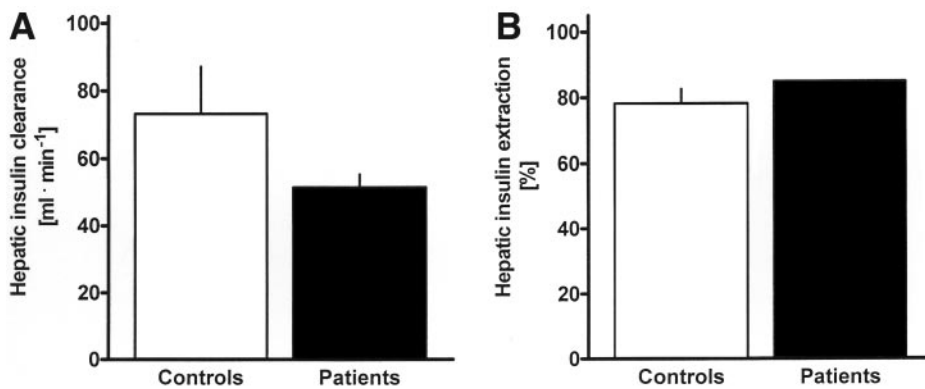 A
Hepatic insulin clearance
[ml · min⁻¹]
100
80
60
40
20
0
Controls
Patients
B
Hepatic insulin extraction
[%]
100
80
60
40
20
0
Controls
Patients